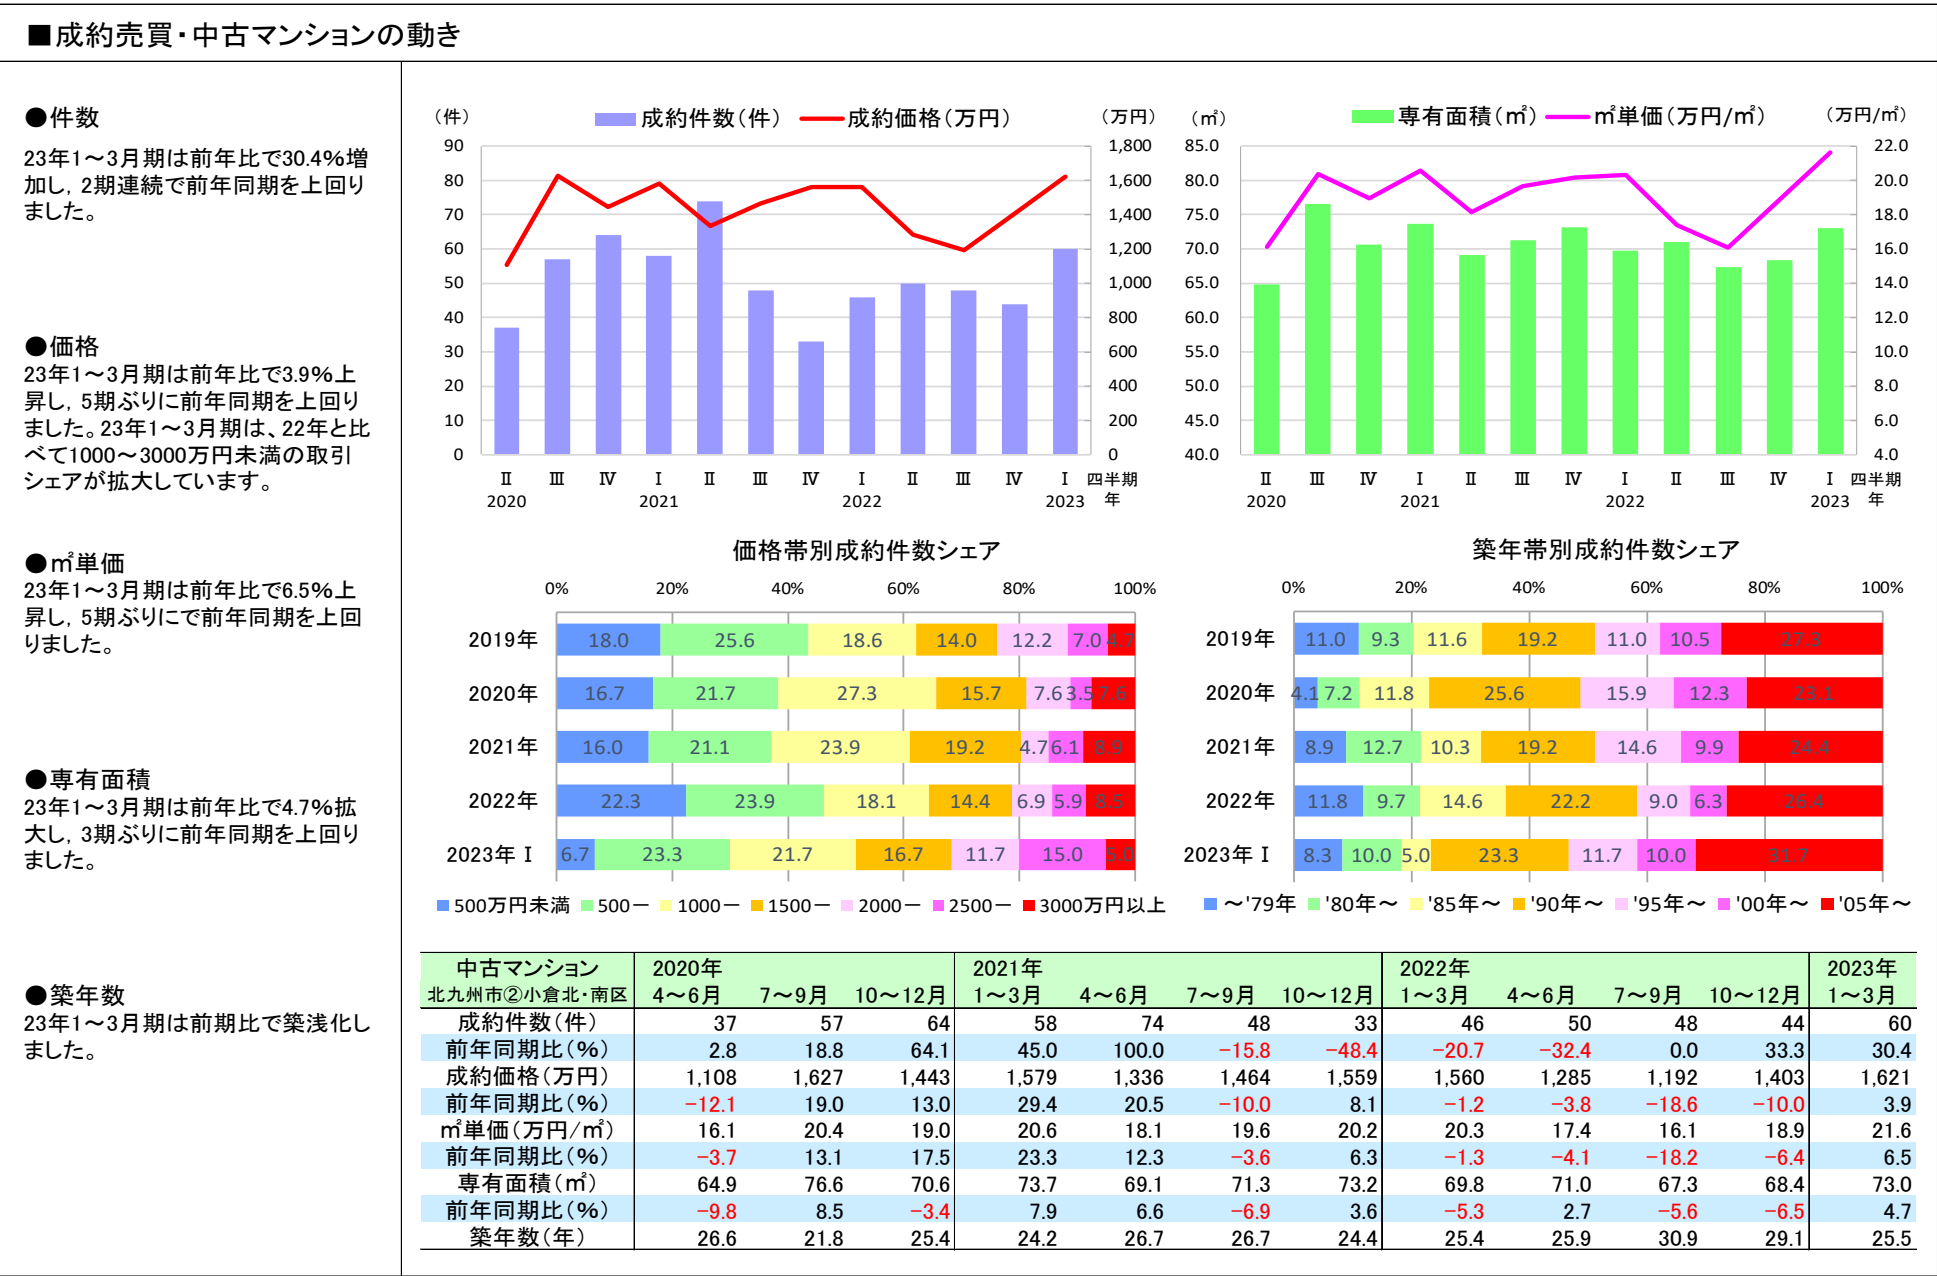 ■成約売買・中古マンションの動き
●件数
23年1～3月期は前年比で30.4％増
加し，2期連続で前年同期を上回り
ました。
●価格
23年1～3月期は前年比で3.9％上
昇し，5期ぶりに前年同期を上回り
ました。23年1～3月期は、22年と比
べて1000～3000万円未満の取引
シェアが拡大しています。
●㎡単価
23年1～3月期は前年比で6.5％上
昇し，5期ぶりにで前年同期を上回
りました。
●専有面積
23年1～3月期は前年比で4.7％拡
大し，3期ぶりに前年同期を上回り
ました。
●築年数
23年1～3月期は前期比で築浅化し
ました。
（件） 成約件数（件） 成約価格（万円） （万円）
90 1,800
80 1,600
70 1,400
60 1,200
50 1,000
40 800
30 600
20 400
10 200
0 0
Ⅱ Ⅲ Ⅳ Ⅰ Ⅱ Ⅲ Ⅳ Ⅰ Ⅱ Ⅲ Ⅳ Ⅰ 四半期
2020 2021 2022 2023 年
（㎡） 専有面積（㎡） ㎡単価（万円/㎡） （万円/㎡）
85.0 22.0
80.0 20.0
75.0 18.0
70.0 16.0
65.0 14.0
60.0 12.0
55.0 10.0
50.0 8.0
45.0 6.0
40.0 4.0
Ⅱ Ⅲ Ⅳ Ⅰ Ⅱ Ⅲ Ⅳ Ⅰ Ⅱ Ⅲ Ⅳ Ⅰ 四半期
2020 2021 2022 2023 年
価格帯別成約件数シェア
0% 20% 40% 60% 80% 100%
2019年 18.0 25.6 18.6 14.0 12.2 7.0 4.7
2020年 16.7 21.7 27.3 15.7 7.6 3.5 7.6
2021年 16.0 21.1 23.9 19.2 4.7 6.1 8.9
2022年 22.3 23.9 18.1 14.4 6.9 5.9 8.5
2023年Ⅰ 6.7 23.3 21.7 16.7 11.7 15.0 5.0
500万円未満 500－ 1000－ 1500－ 2000－ 2500－ 3000万円以上
築年帯別成約件数シェア
0% 20% 40% 60% 80% 100%
2019年 11.0 9.3 11.6 19.2 11.0 10.5 27.3
2020年 4.1 7.2 11.8 25.6 15.9 12.3 23.1
2021年 8.9 12.7 10.3 19.2 14.6 9.9 24.4
2022年 11.8 9.7 14.6 22.2 9.0 6.3 26.4
2023年Ⅰ 8.3 10.0 5.0 23.3 11.7 10.0 31.7
～'79年 '80年～ '85年～ '90年～ '95年～ '00年～ '05年～
中古マンション 2020年 2021年 2022年 2023年
北九州市②小倉北・南区 4～6月 7～9月 10～12月 1～3月 4～6月 7～9月 10～12月 1～3月 4～6月 7～9月 10～12月 1～3月
成約件数（件） 37 57 64 58 74 48 33 46 50 48 44 60
前年同期比（％） 2.8 18.8 64.1 45.0 100.0 －15.8 －48.4 －20.7 －32.4 0.0 33.3 30.4
成約価格（万円） 1,108 1,627 1,443 1,579 1,336 1,464 1,559 1,560 1,285 1,192 1,403 1,621
前年同期比（％） －12.1 19.0 13.0 29.4 20.5 －10.0 8.1 －1.2 －3.8 －18.6 －10.0 3.9
㎡単価（万円/㎡） 16.1 20.4 19.0 20.6 18.1 19.6 20.2 20.3 17.4 16.1 18.9 21.6
前年同期比（％） －3.7 13.1 17.5 23.3 12.3 －3.6 6.3 －1.3 －4.1 －18.2 －6.4 6.5
専有面積（㎡） 64.9 76.6 70.6 73.7 69.1 71.3 73.2 69.8 71.0 67.3 68.4 73.0
前年同期比（％） －9.8 8.5 －3.4 7.9 6.6 －6.9 3.6 －5.3 2.7 －5.6 －6.5 4.7
築年数（年） 26.6 21.8 25.4 24.2 26.7 26.7 24.4 25.4 25.9 30.9 29.1 25.5